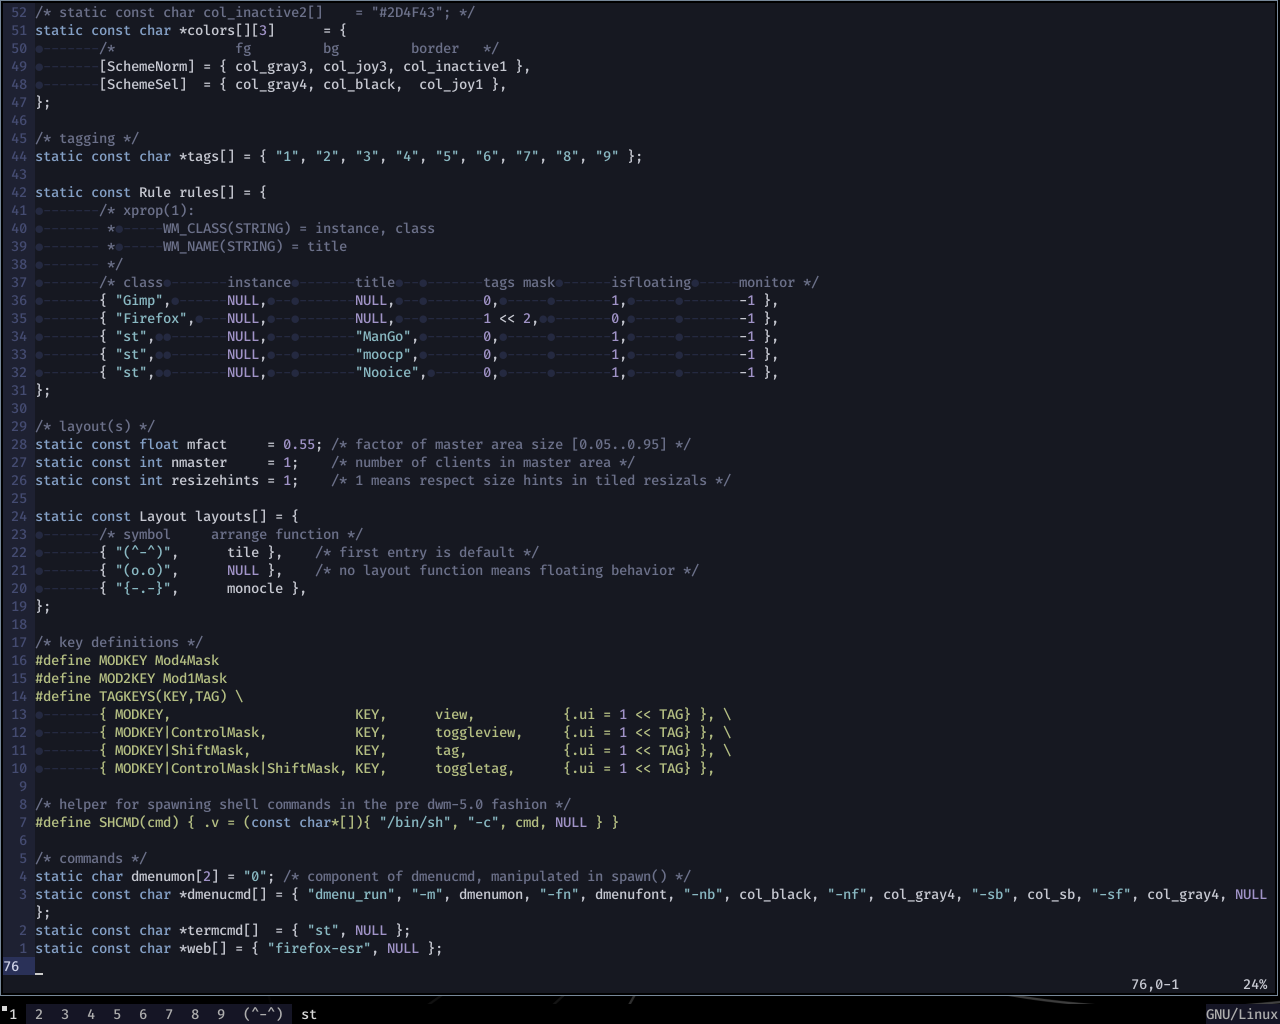 52 /* static const char col_inactive2[]    = "#2D4F43"; */
51 static const char *colors[][3]      = {
50         /*               fg         bg         border   */
49         [SchemeNorm] = { col_gray3, col_joy3, col_inactive1 },
48         [SchemeSel]  = { col_gray4, col_black,  col_joy1 },
47 };
46
45 /* tagging */
44 static const char *tags[] = { "1", "2", "3", "4", "5", "6", "7", "8", "9" };
43
42 static const Rule rules[] = {
41         /* xprop(1):
40          *      WM_CLASS(STRING) = instance, class
39          *      WM_NAME(STRING) = title
38          */
37         /* class        instance        title           tags mask       isfloating      monitor */
36         { "Gimp",       NULL,           NULL,           0,              1,              -1 },
35         { "Firefox",    NULL,           NULL,           1 << 2,         0,              -1 },
34         { "st",         NULL,           "ManGo",        0,              1,              -1 },
33         { "st",         NULL,           "moocp",        0,              1,              -1 },
32         { "st",         NULL,           "Nooice",       0,              1,              -1 },
31 };
30
29 /* layout(s) */
28 static const float mfact     = 0.55; /* factor of master area size [0.05..0.95] */
27 static const int nmaster     = 1;    /* number of clients in master area */
26 static const int resizehints = 1;    /* 1 means respect size hints in tiled resizals */
25
24 static const Layout layouts[] = {
23         /* symbol     arrange function */
22         { "(^-^)",      tile },    /* first entry is default */
21         { "(o.o)",      NULL },    /* no layout function means floating behavior */
20         { "{-.-}",      monocle },
19 };
18
17 /* key definitions */
16 #define MODKEY Mod4Mask
15 #define MOD2KEY Mod1Mask
14 #define TAGKEYS(KEY,TAG) \
13         { MODKEY,                       KEY,      view,           {.ui = 1 << TAG} }, \
12         { MODKEY|ControlMask,           KEY,      toggleview,     {.ui = 1 << TAG} }, \
11         { MODKEY|ShiftMask,             KEY,      tag,            {.ui = 1 << TAG} }, \
10         { MODKEY|ControlMask|ShiftMask, KEY,      toggletag,      {.ui = 1 << TAG} },
9
8 /* helper for spawning shell commands in the pre dwm-5.0 fashion */
7 #define SHCMD(cmd) { .v = (const char*[]){ "/bin/sh", "-c", cmd, NULL } }
6
5 /* commands */
4 static char dmenumon[2] = "0"; /* component of dmenucmd, manipulated in spawn() */
3 static const char *dmenucmd[] = { "dmenu_run", "-m", dmenumon, "-fn", dmenufont, "-nb", col_black, "-nf", col_gray4, "-sb", col_sb, "-sf", col_gray4, NULL
};
2 static const char *termcmd[]  = { "st", NULL };
1 static const char *web[] = { "firefox-esr", NULL };
76
76,0-1        24%
1 2 3 4 5 6 7 8 9 (^-^) st GNU/Linux